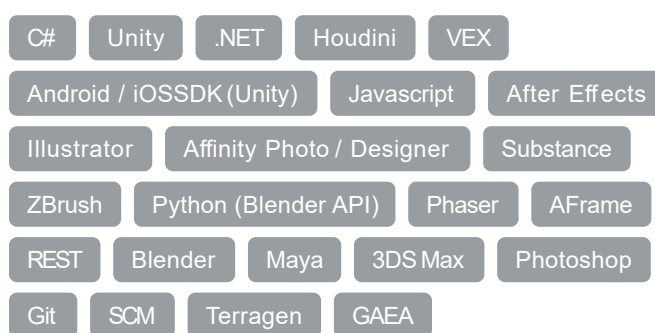 C# Unity .NET Houdini VEX
Android / iOSSDK (Unity) Javascript After Effects
Illustrator Affinity Photo / Designer Substance
ZBrush Python (Blender API) Phaser AFrame
REST Blender Maya 3DS Max Photoshop
Git SCM Terragen GAEA